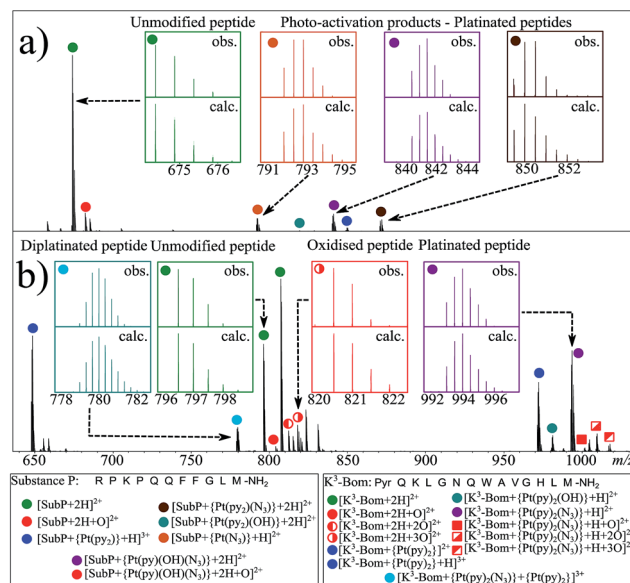 Unmodified peptide Photo-activation products - Platinated peptides
a)
obs. obs. obs. obs.
calc. calc. calc. calc.
675 676 791 793 795 840 842 844 850 852
Diplatinated peptide Unmodified peptide Oxidised peptide Platinated peptide
b)
obs. obs. obs. obs.
calc. calc. calc. calc.
778 780 782 796 797 798 820 821 822 992 994 996
650 700 750 800 850 900 950 1000 m/z
Substance P: R P K P Q Q F F G L M -NH₂
[SubP+2H]²⁺
[SubP+2H+O]²⁺
[SubP+{Pt(py₂)+H]³⁺
[SubP+{Pt(py₂)(N₃)}+2H]²⁺
[SubP+{Pt(py₂)(OH)}+2H]²⁺
[SubP+{Pt(N₃)}+H]²⁺
[SubP+{Pt(py)(OH)(N₃)}+2H]²⁺
[SubP+{Pt(py)(OH)(N₃)}+2H+O]²⁺
K³-Bom: Pyr Q K L G N Q W A V G H L M -NH₂
[K³-Bom+2H]²⁺
[K³-Bom+2H+O]²⁺
[K³-Bom+2H+2O]²⁺
[K³-Bom+2H+3O]²⁺
[K³-Bom+{Pt(py)₂}]²⁺
[K³-Bom+{Pt(py)₂}+H]³⁺
[K³-Bom+{Pt(py)₂(OH)}+H]²⁺
[K³-Bom+{Pt(py)₂(N₃)}+H]²⁺
[K³-Bom+{Pt(py)₂(N₃)}+H+O]²⁺
[K³-Bom+{Pt(py)₂(N₃)}+H+2O]²⁺
[K³-Bom+{Pt(py)₂(N₃)}+H+3O]²⁺
[K³-Bom+{Pt(py)₂(N₃)}+{Pt(py)₂}]³⁺